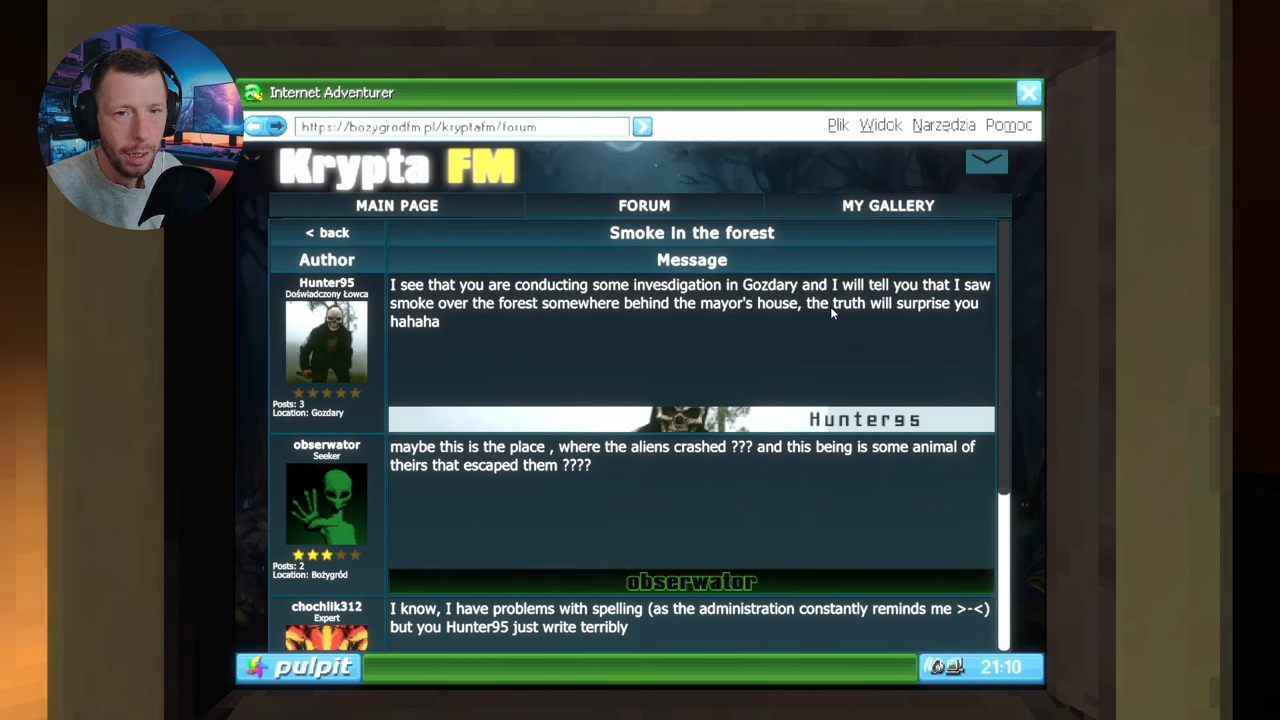 Internet Adventurer
https://bozygrodfm.pl/kryptafm/forum
Plik Widok Narzędzia Pomoc
Krypta FM
MAIN PAGE FORUM MY GALLERY
< back Smoke in the forest
Author Message
Hunter95
Doświadczony Łowca
Posts: 3
Location: Gozdary
I see that you are conducting some invesdigation in Gozdary and I will tell you that I saw
smoke over the forest somewhere behind the mayor's house, the truth will surprise you
hahaha
Hunter95
obserwator
Seeker
Posts: 2
Location: Bożygród
maybe this is the place , where the aliens crashed ??? and this being is some animal of
theirs that escaped them ????
obserwator
chochlik312
Expert
I know, I have problems with spelling (as the administration constantly reminds me >-<)
but you Hunter95 just write terribly
pulpit
21:10